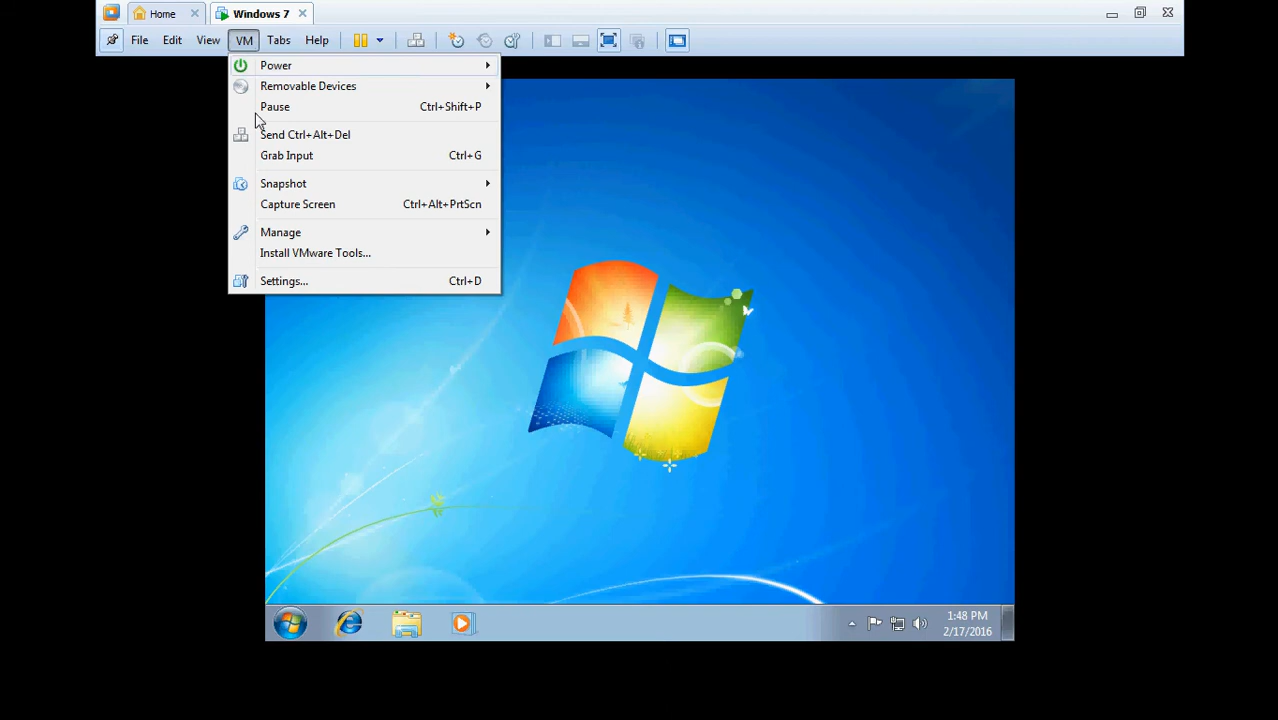 Home
Windows 7
File Edit View VM Tabs Help
Power
Removable Devices
Pause Ctrl+Shift+P
Send Ctrl+Alt+Del
Grab Input Ctrl+G
Snapshot
Capture Screen Ctrl+Alt+PrtScn
Manage
Install VMware Tools...
Settings... Ctrl+D
1:48 PM
2/17/2016